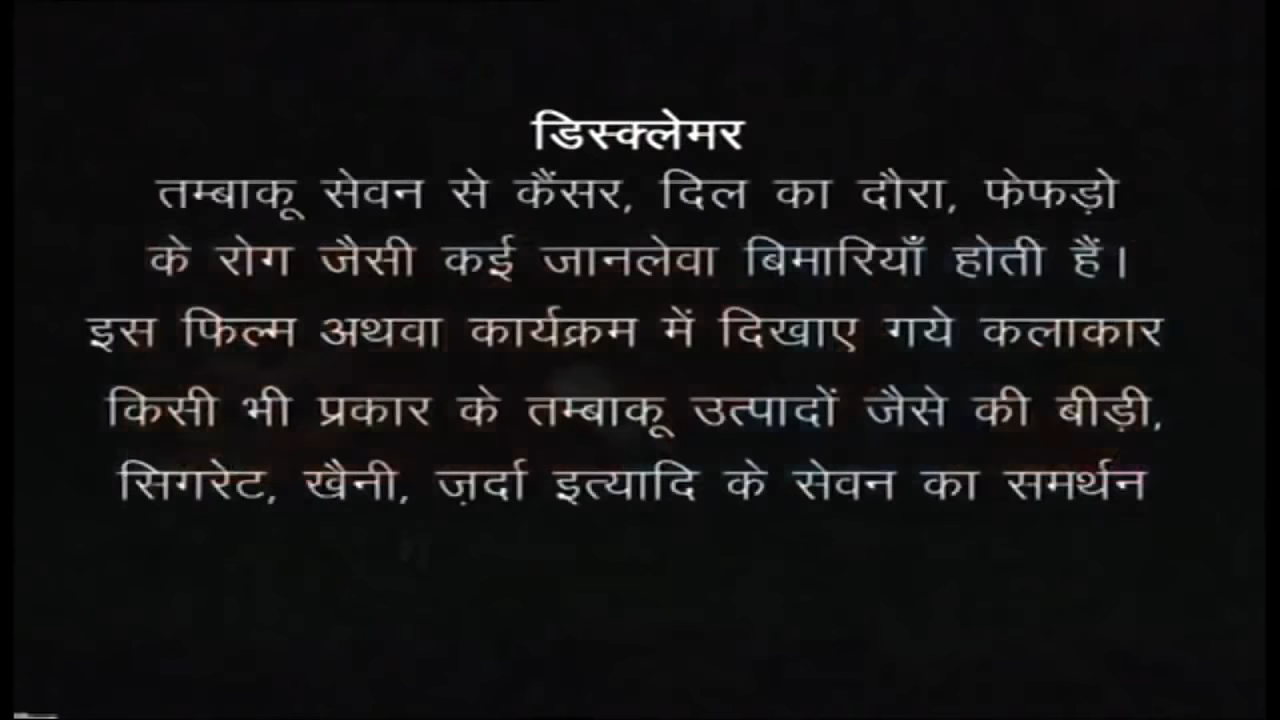 डिस्क्लेमर
तम्बाकू सेवन से कैंसर, दिल का दौरा, फेफड़ो
के रोग जैसी कई जानलेवा बिमारियाँ होती हैं।
इस फिल्म अथवा कार्यक्रम में दिखाए गये कलाकार
किसी भी प्रकार के तम्बाकू उत्पादों जैसे की बीड़ी,
सिगरेट, खैनी, ज़र्दा इत्यादि के सेवन का समर्थन